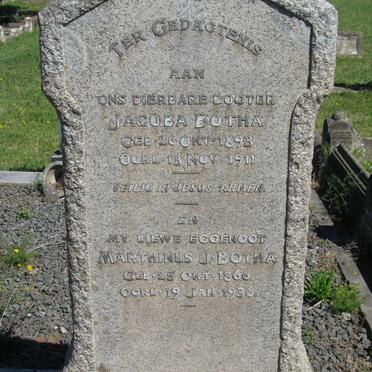 TER GEDAGTENIS
AAN
ONS DIERBARE DOGTER
JACOBA BOTHA
GEB. 26 OKT. 1893
OORL. 13 NOV. 1911
VEILIG IN JESUS ARMEN.
EN
MY LIEWE EGGENOOT
MARTHINUS J. BOTHA
GEB. 25 OKT. 1860
OORL. 19 JAN. 1936.